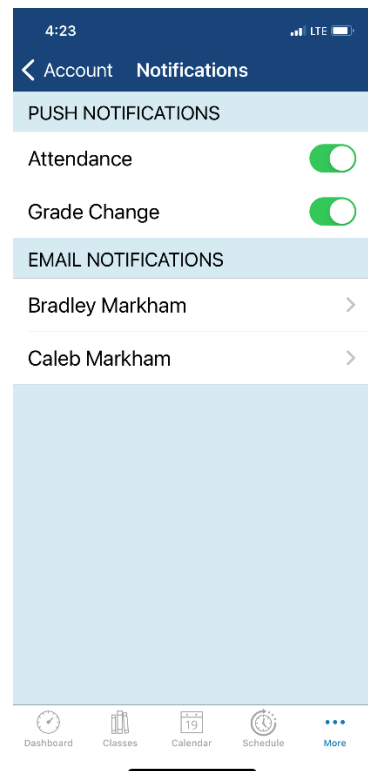 4:23 LTE
Account Notifications
PUSH NOTIFICATIONS
Attendance
Grade Change
EMAIL NOTIFICATIONS
Bradley Markham
Caleb Markham
19
Dashboard Classes Calendar Schedule More